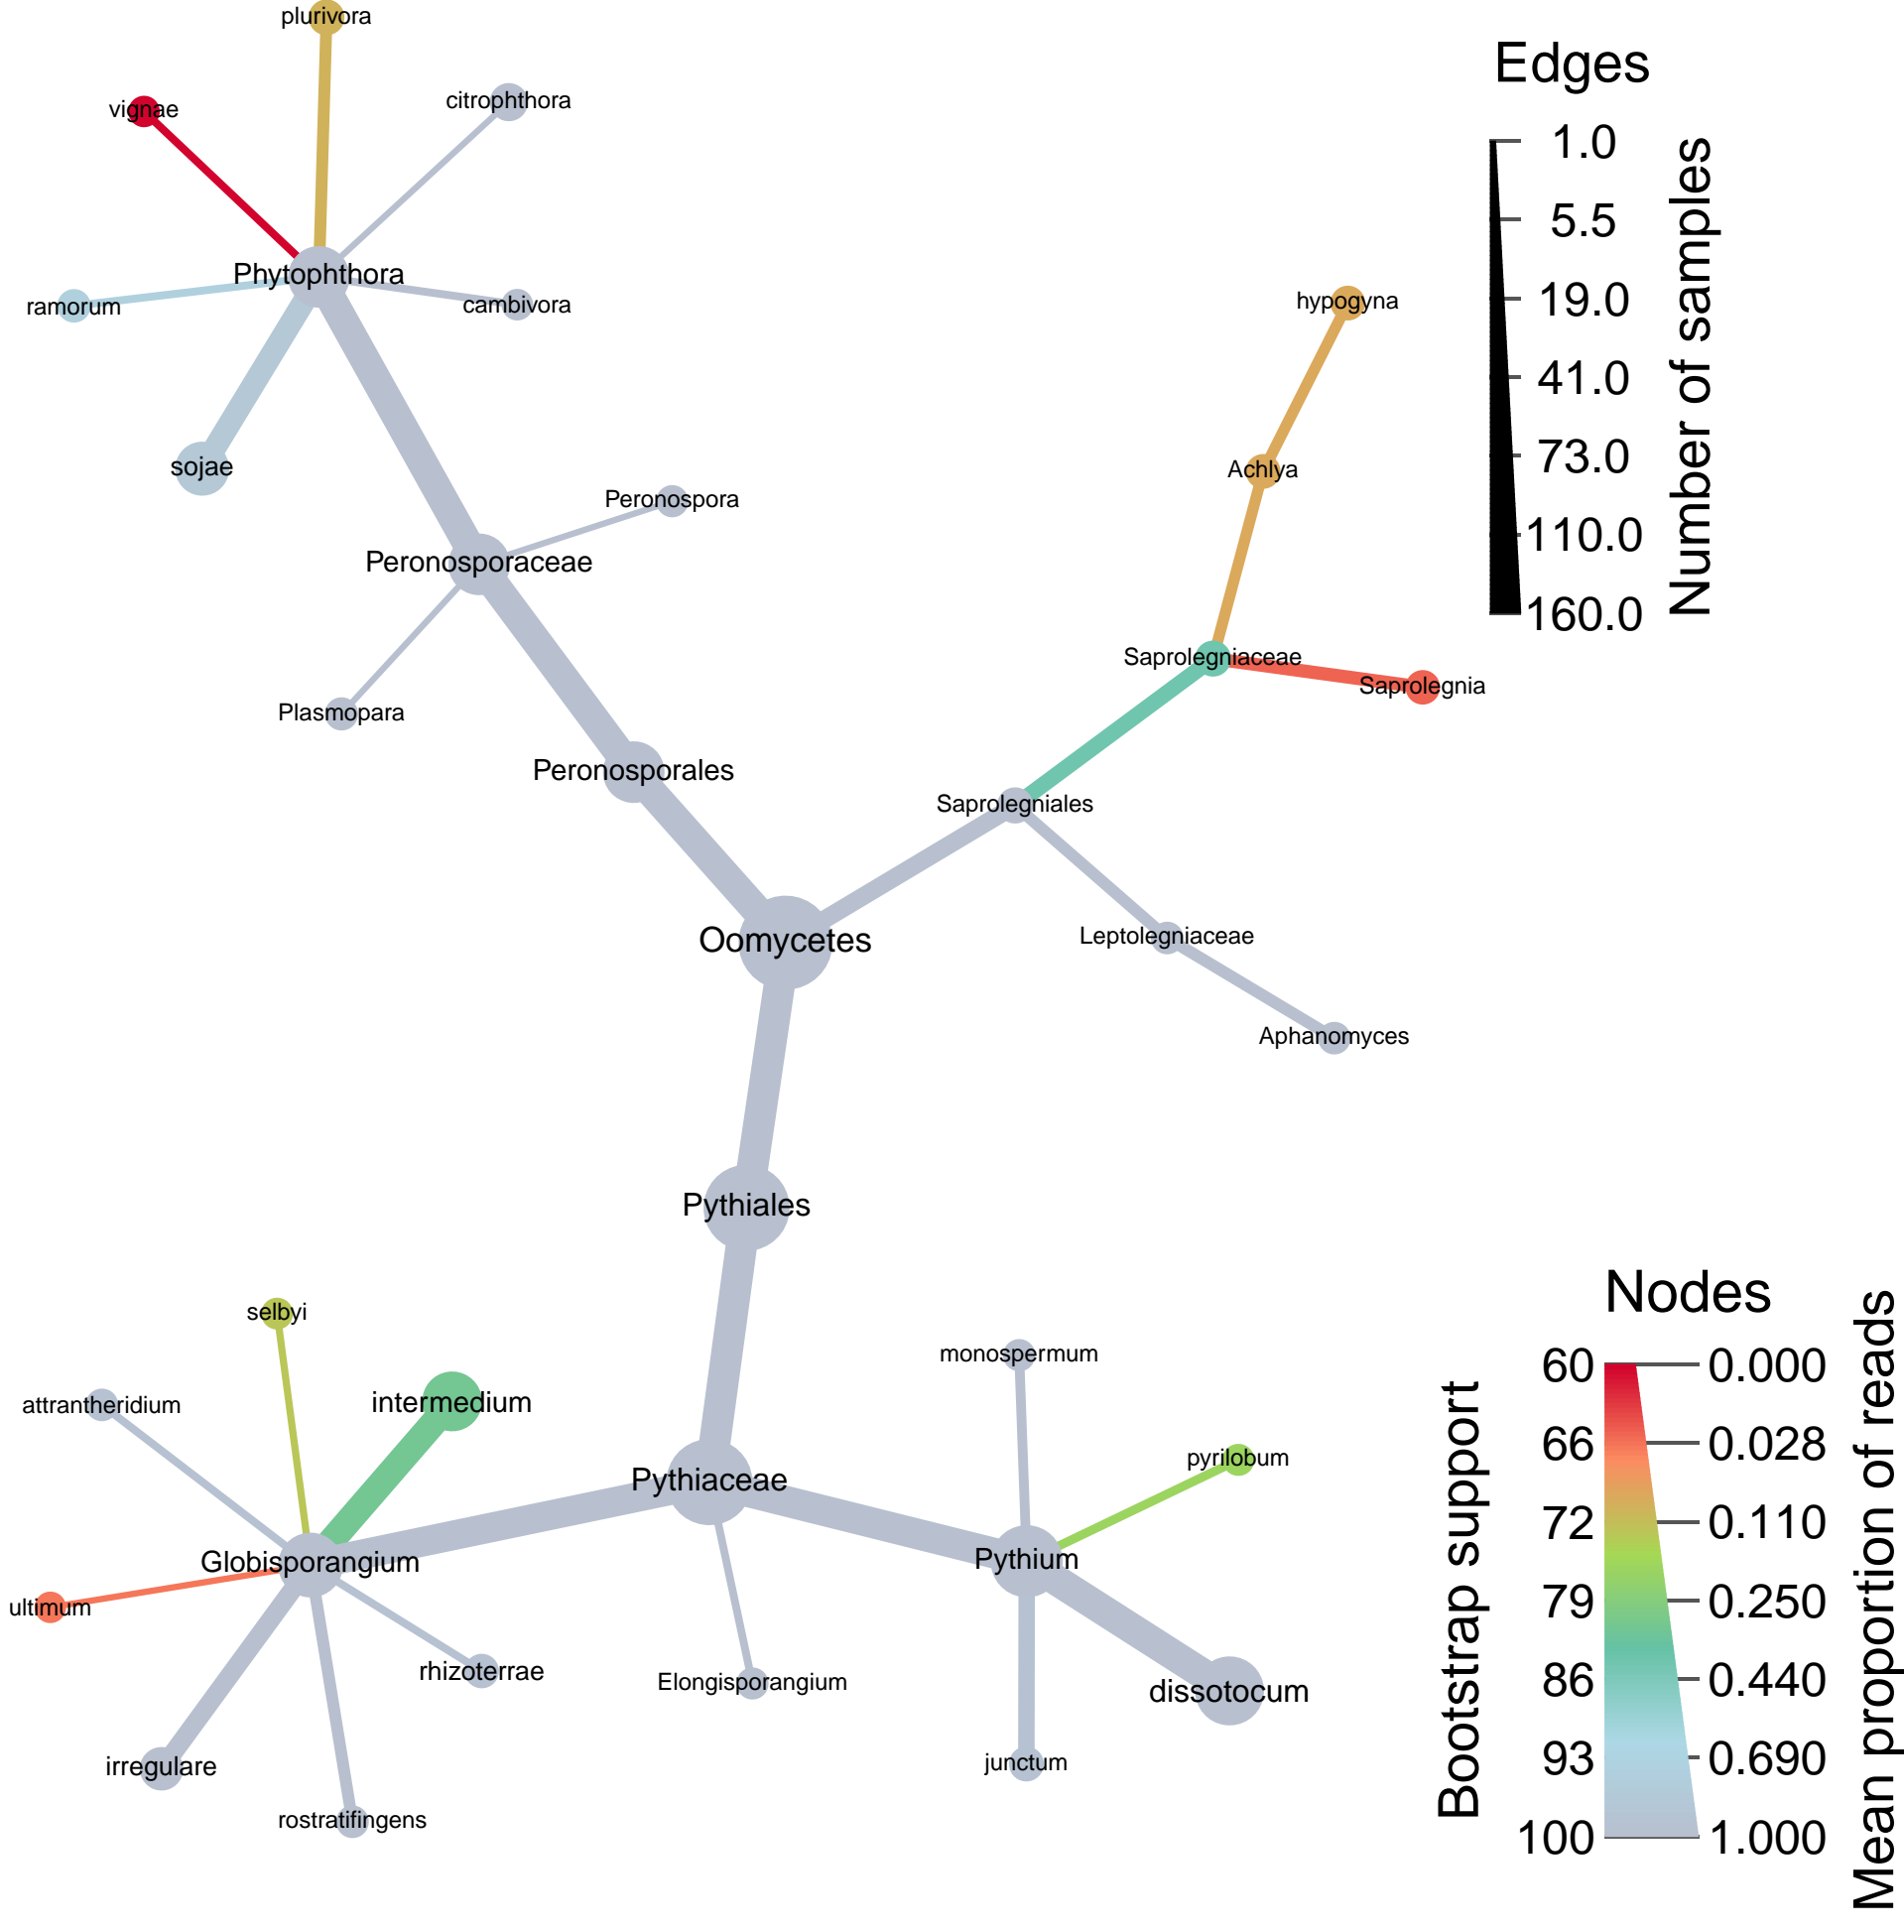 plurivora
vignae
citrophthora
Phytophthora
ramorum
cambivora
sojae
Peronospora
Peronosporaceae
Plasmopara
Peronosporales
hypogyna
Achlya
Saprolegniaceae
Saprolegnia
Saprolegniales
Oomycetes
Leptolegniaceae
Aphanomyces
Pythiales
selbyi
attrantheridium
intermedium
monospermum
pyrilobum
Pythiaceae
Globisporangium
Pythium
ultimum
rhizoterrae
Elongisporangium
dissotocum
irregulare
junctum
rostratifingens
Edges
1.0
5.5
19.0
41.0
73.0
110.0
160.0
Number of samples
Nodes
60 0.000
66 0.028
72 0.110
79 0.250
86 0.440
93 0.690
100 1.000
Bootstrap support
Mean proportion of reads